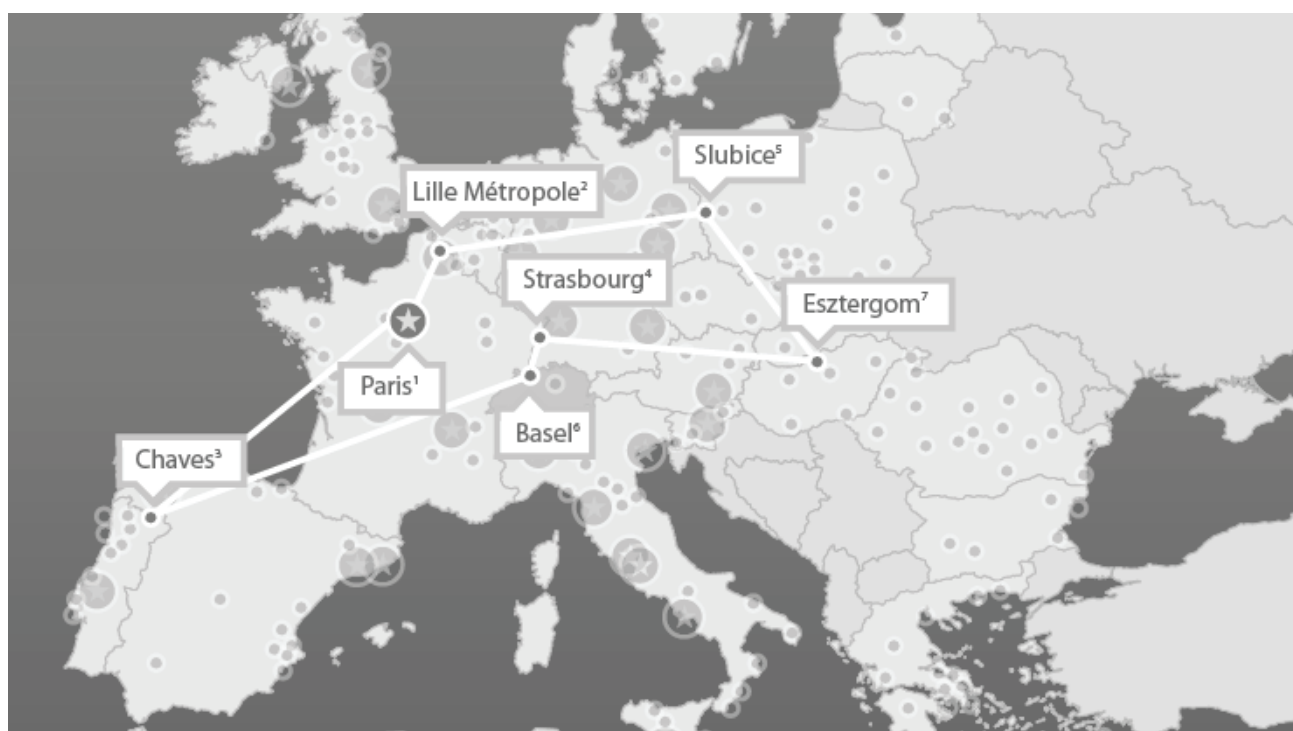 Slubice⁵
Lille Métropole²
Strasbourg⁴
Esztergom⁷
Paris¹
Basel⁶
Chaves³